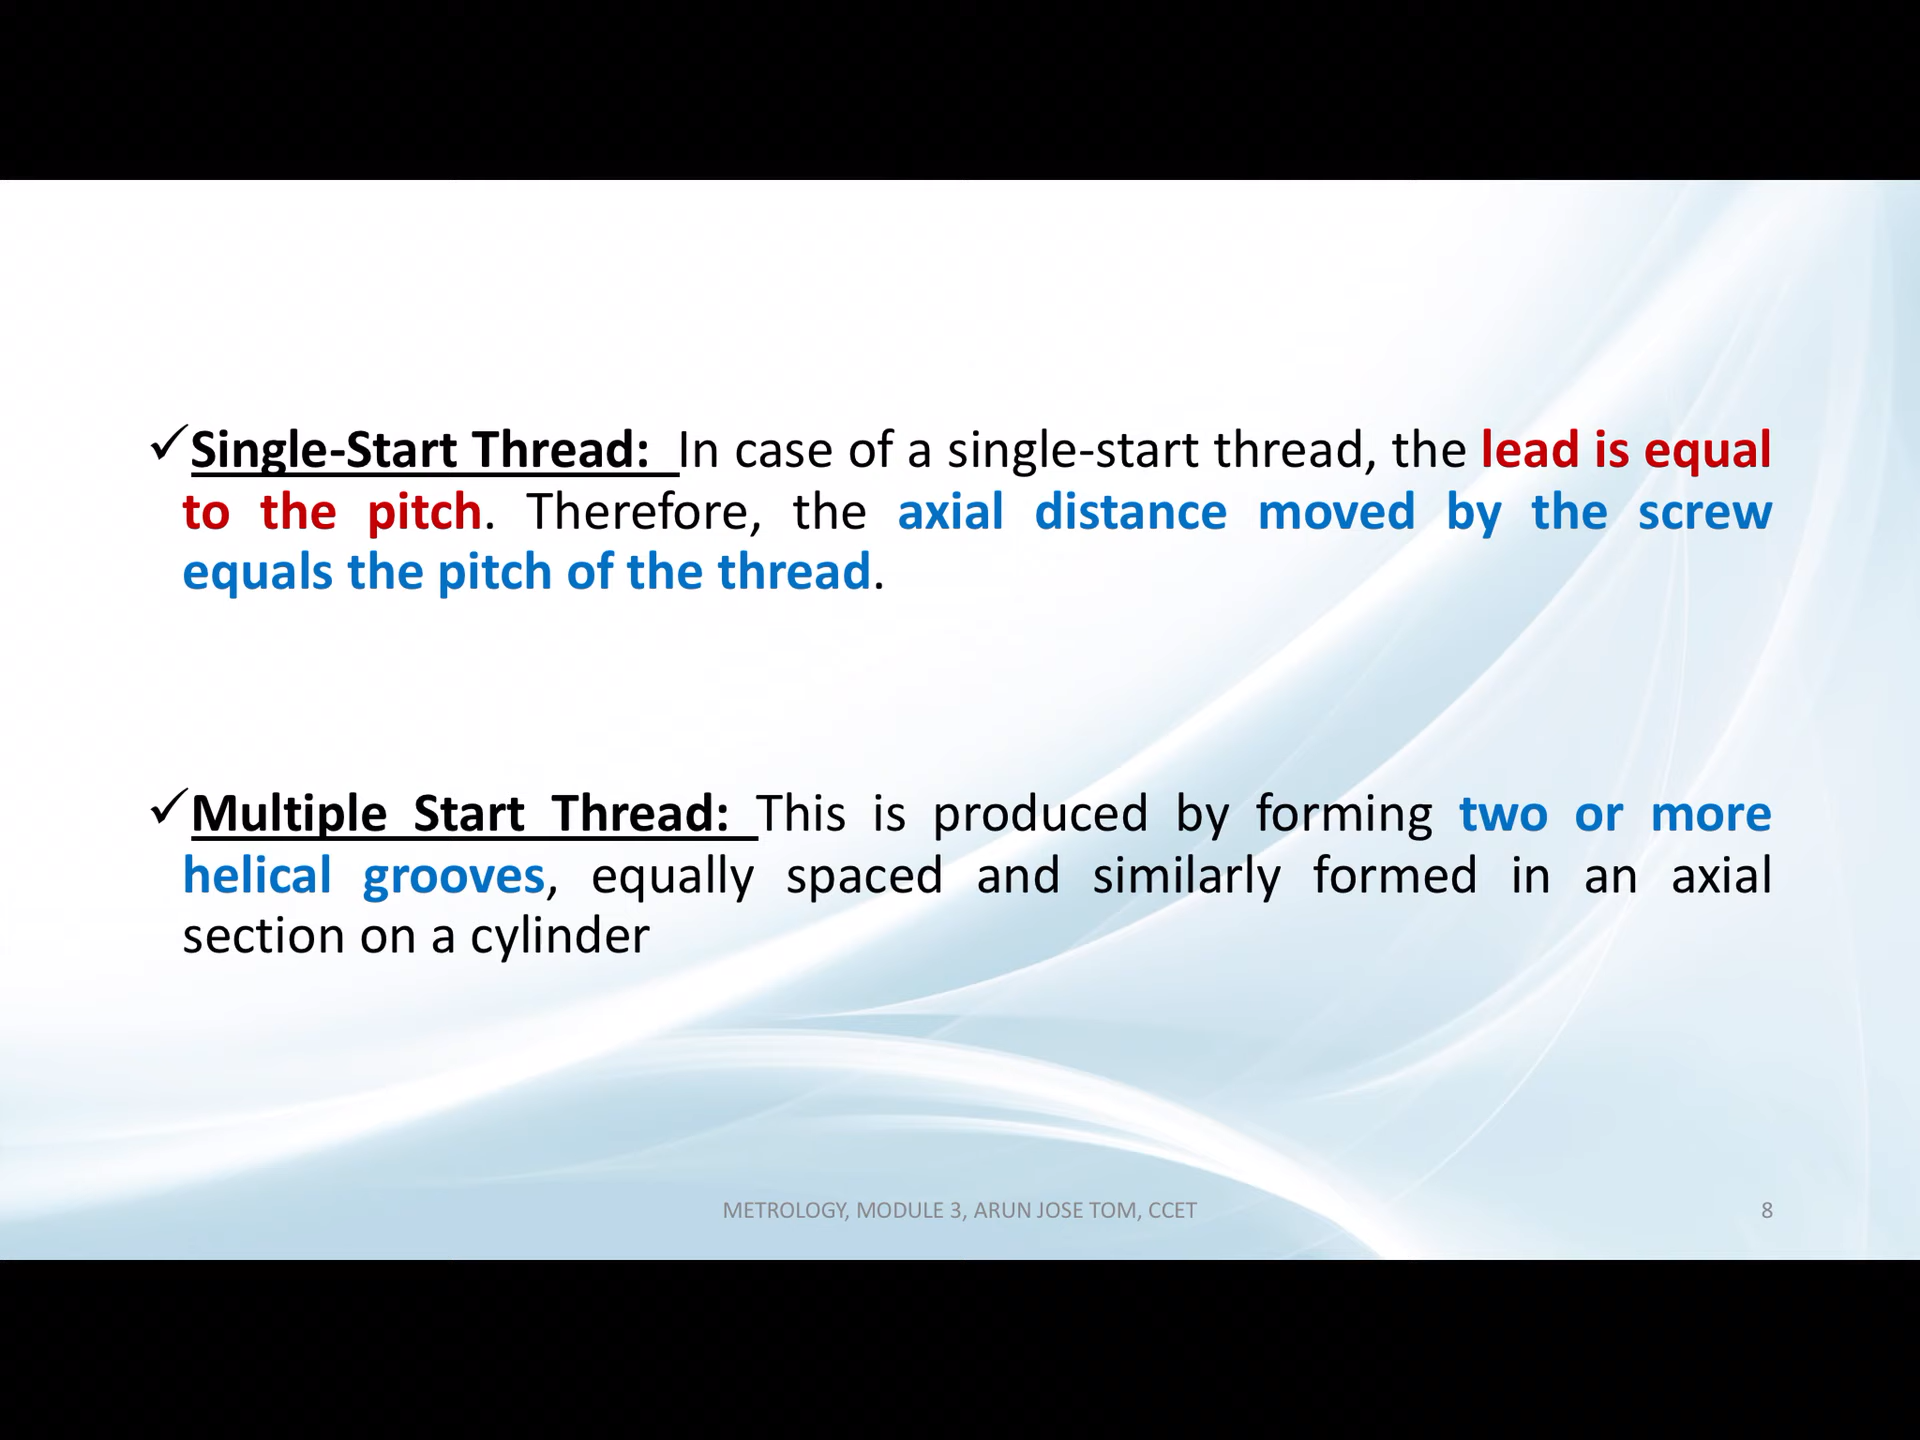 ✓Single-Start Thread: In case of a single-start thread, the lead is equal
to the pitch. Therefore, the axial distance moved by the screw
equals the pitch of the thread.
✓Multiple Start Thread: This is produced by forming two or more
helical grooves, equally spaced and similarly formed in an axial
section on a cylinder
METROLOGY, MODULE 3, ARUN JOSE TOM, CCET
8